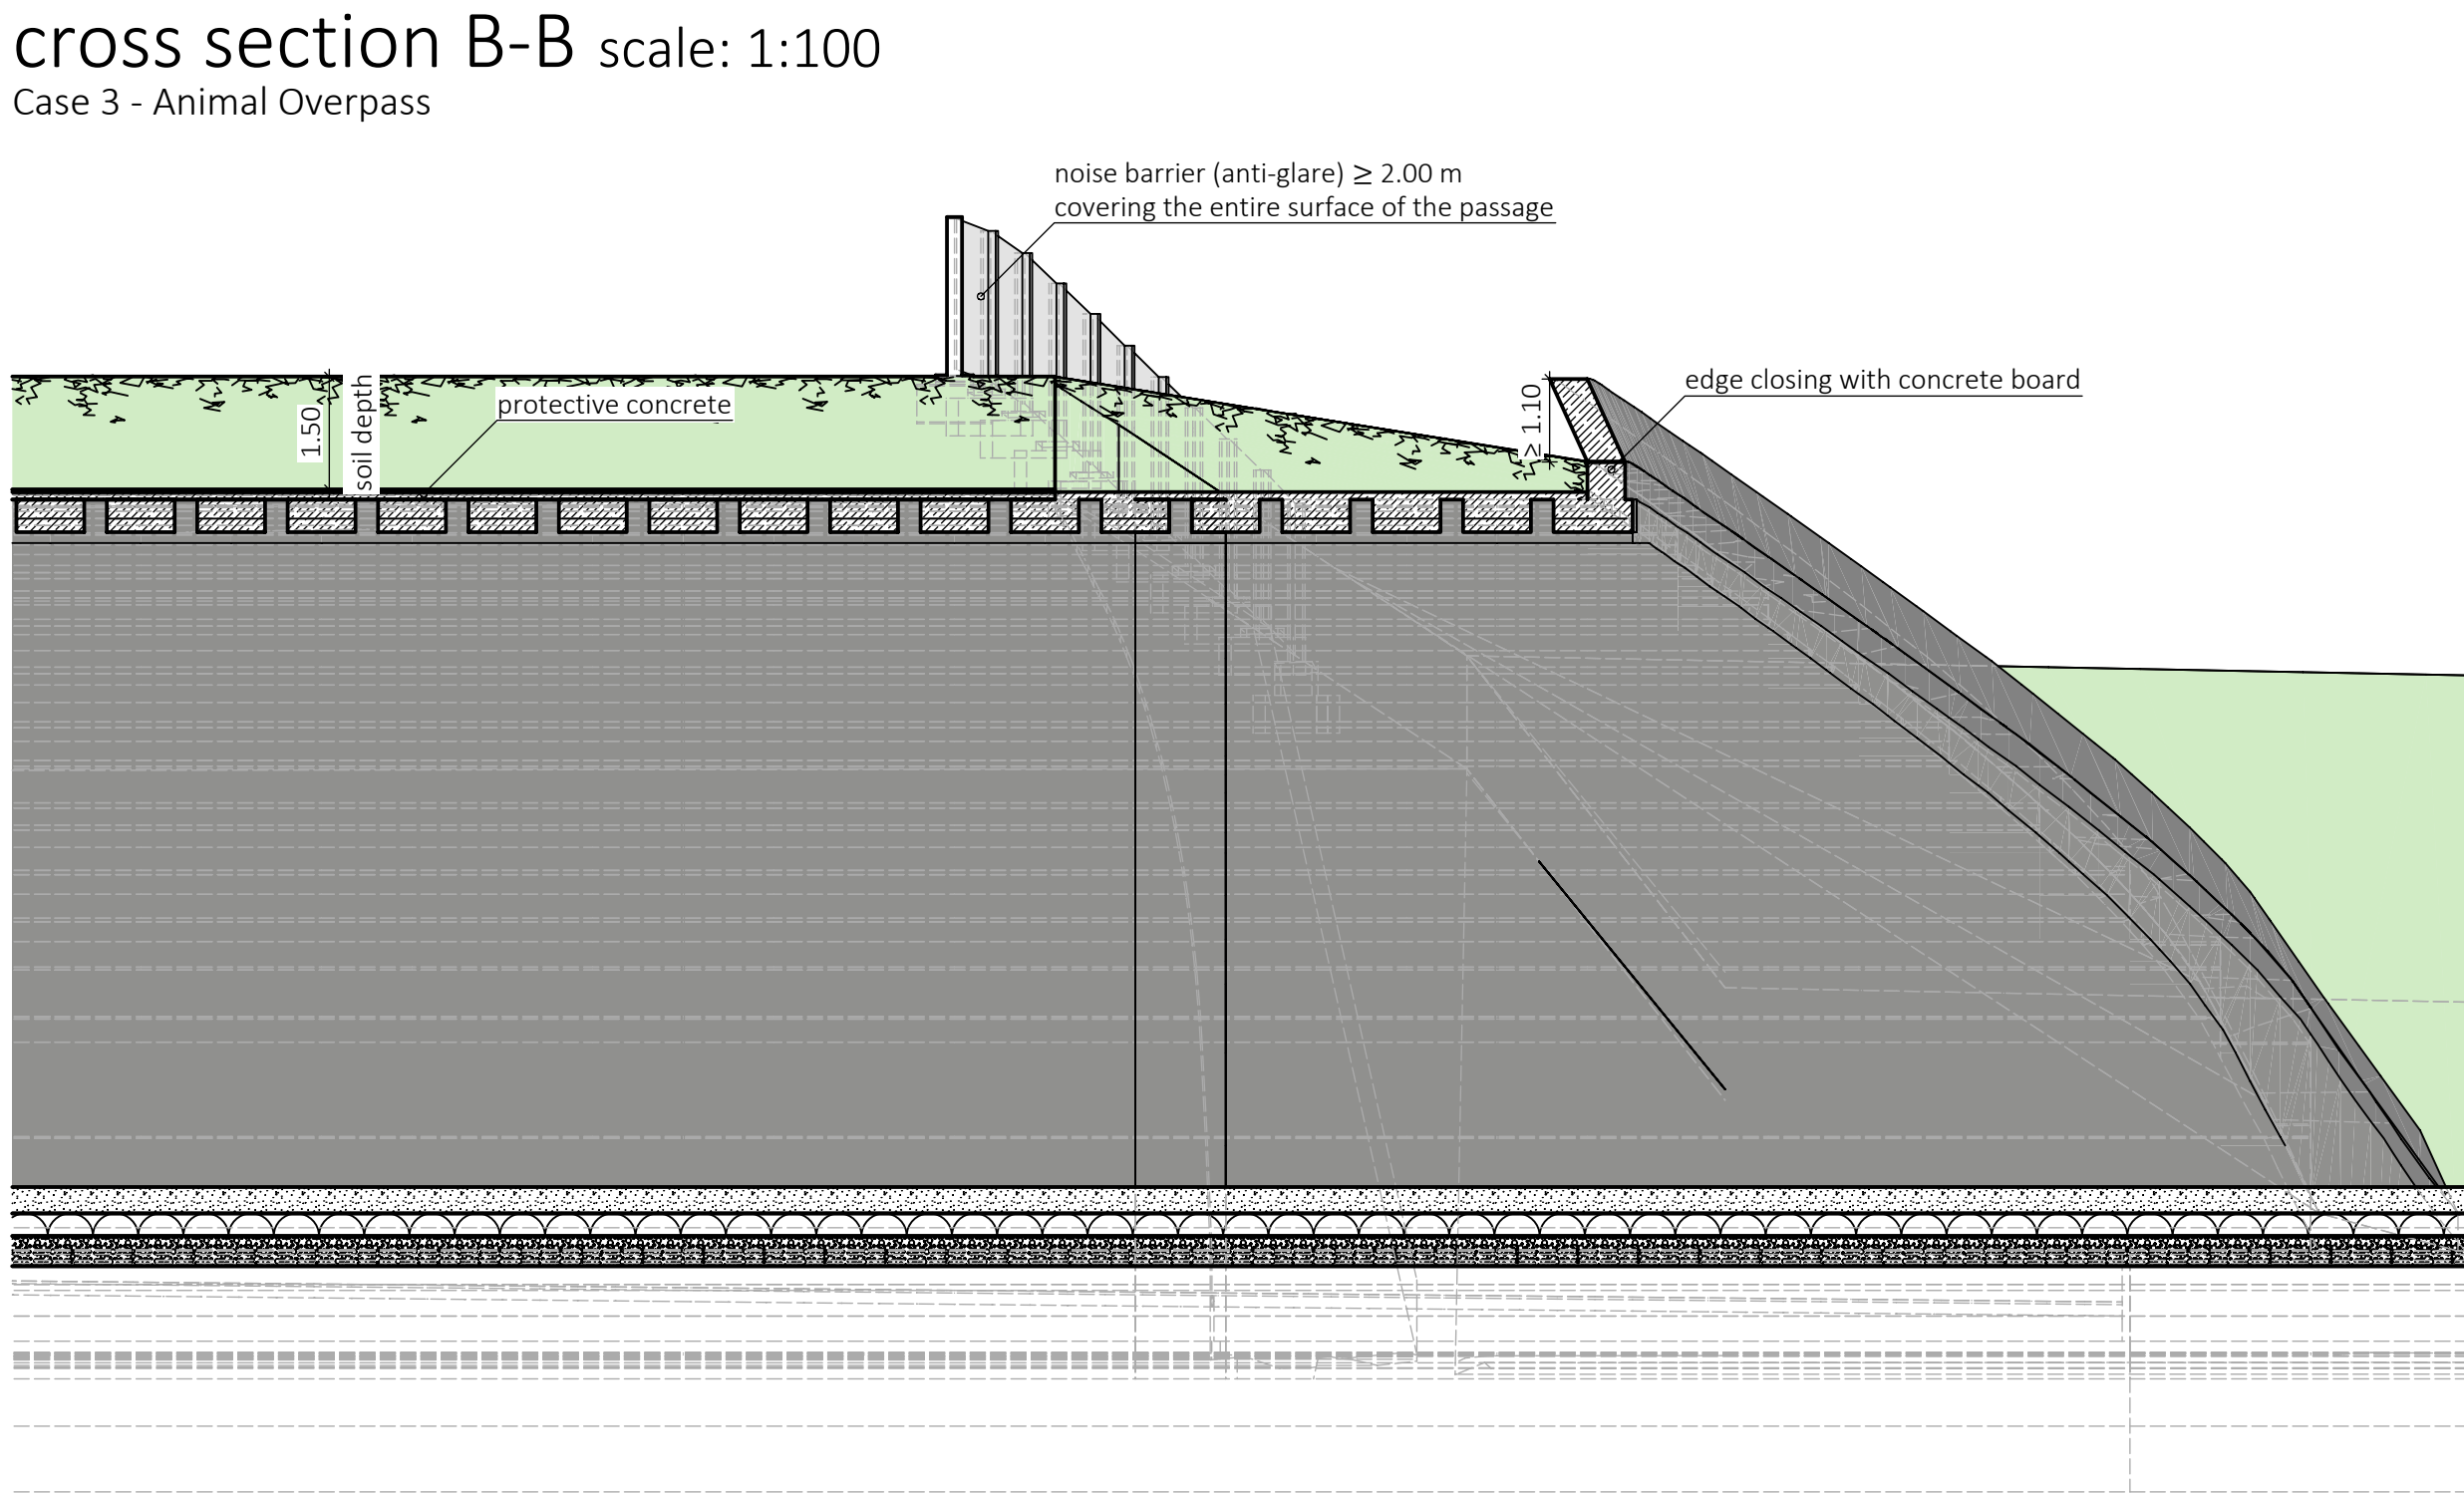 cross section B-B scale: 1:100
Case 3 - Animal Overpass
noise barrier (anti-glare) ≥ 2.00 m
covering the entire surface of the passage
edge closing with concrete board
≥ 1.10
protective concrete
1.50
soil depth